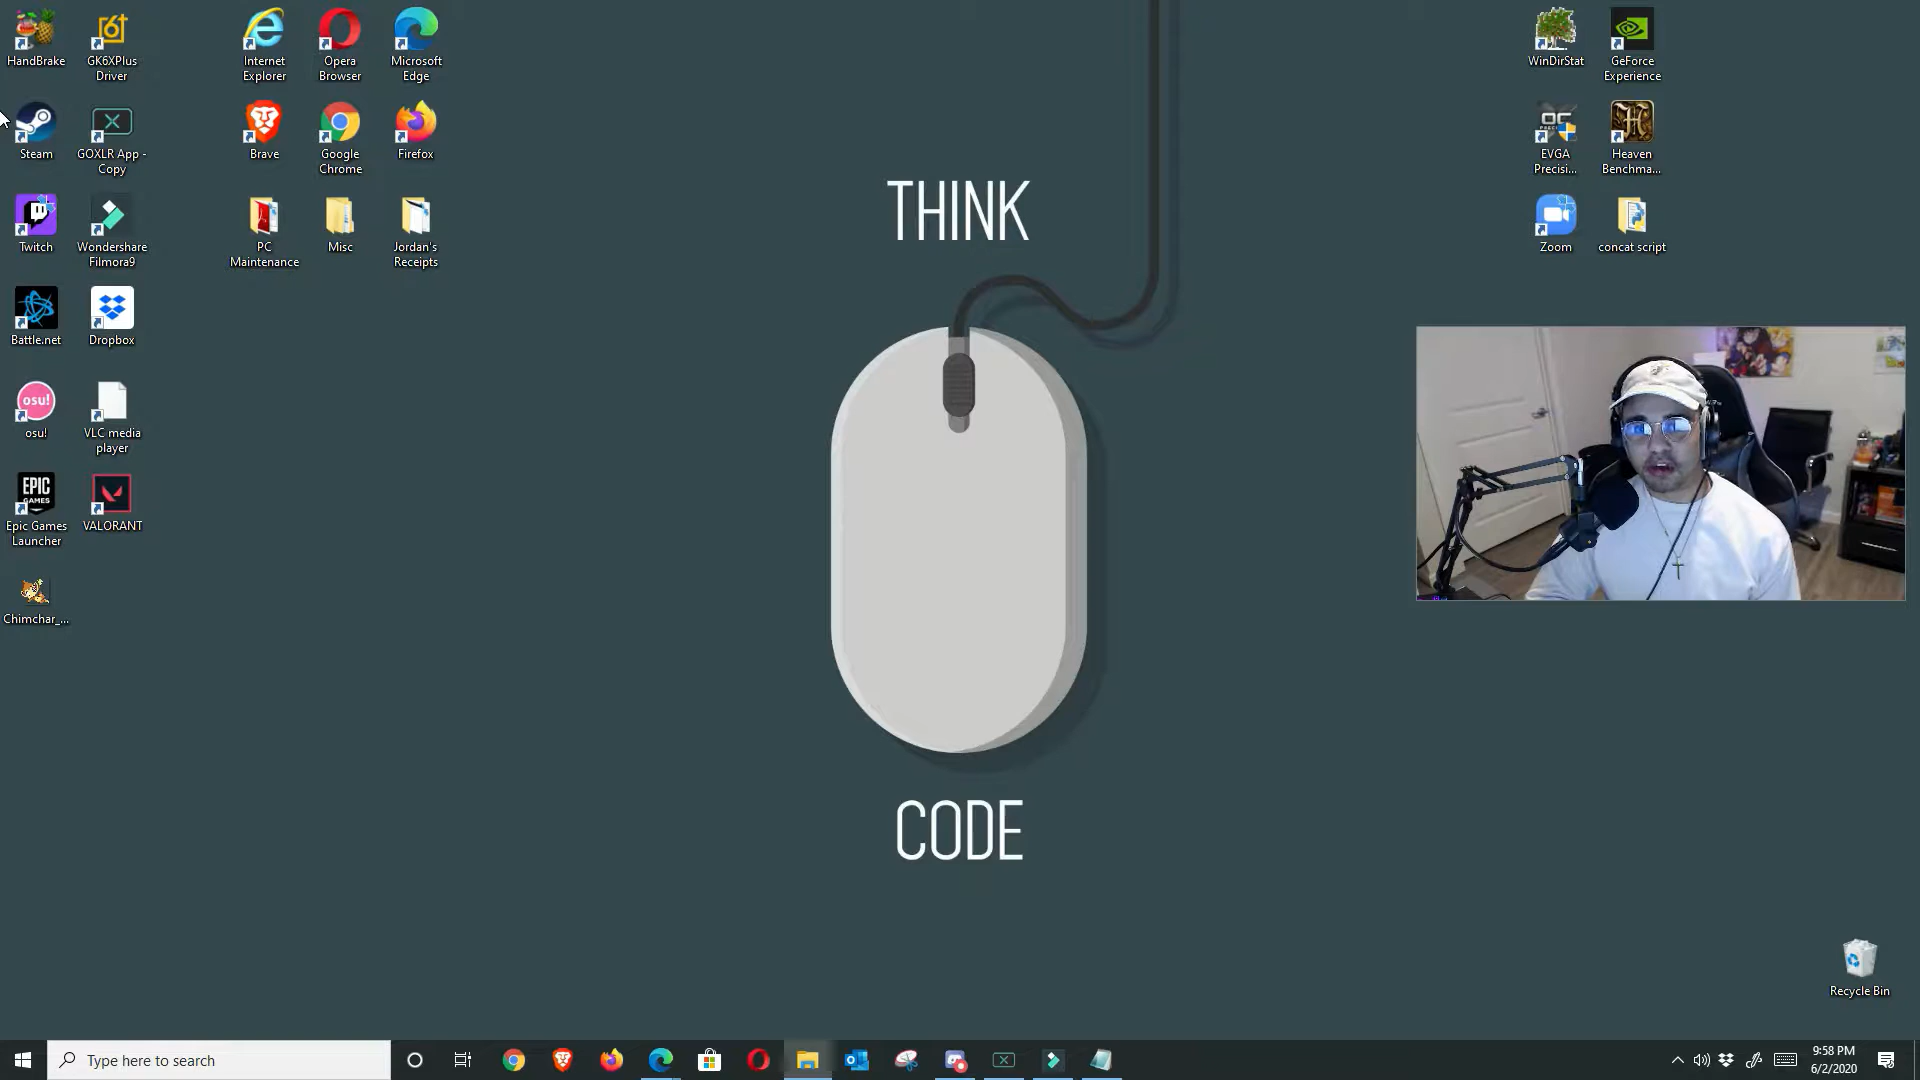 HandBrake
GK6XPlus
Driver
Internet
Explorer
Opera
Browser
Microsoft
Edge
WinDirStat
GeForce
Experience
Steam
GOXLR App -
Copy
Brave
Google
Chrome
Firefox
OC
EVGA
Precisi...
Heaven
Benchma...
Twitch
Wondershare
Filmora9
PC
Maintenance
Misc
Jordan's
Receipts
Zoom
concat script
THINK
Battle.net
Dropbox
osu!
osu!
VLC media
player
EPIC
GAMES
Epic Games
Launcher
VALORANT
Chimchar_...
CODE
Recycle Bin
Type here to search
9:58 PM
6/2/2020